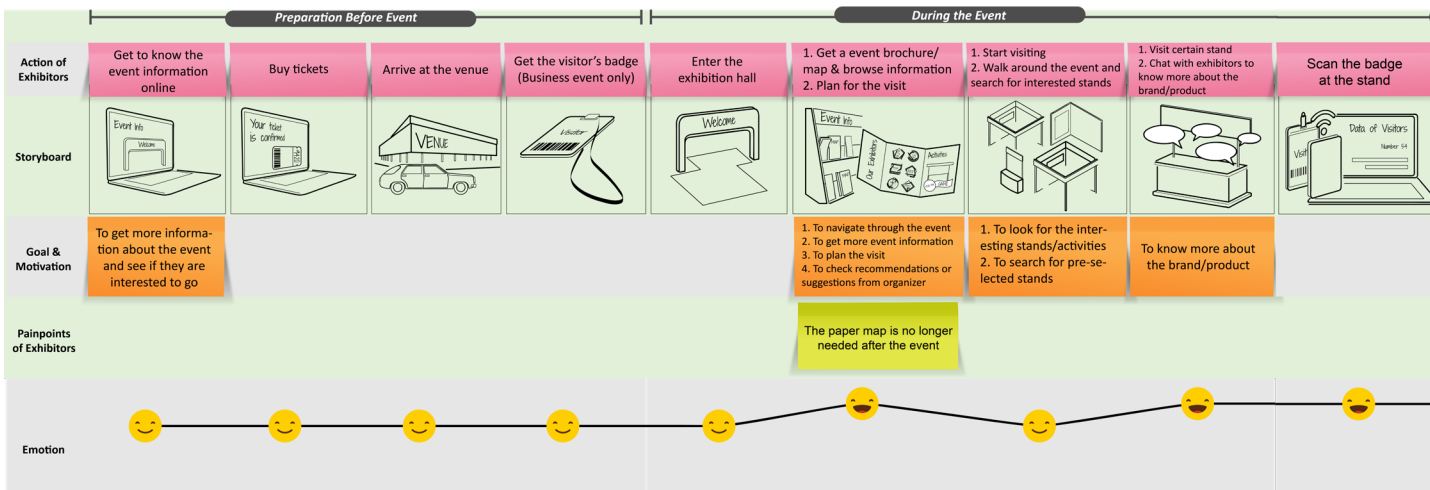 Preparation Before Event
During the Event
Action of
Exhibitors
Get to know the
event information
online
Buy tickets
Arrive at the venue
Get the visitor's badge
(Business event only)
Enter the
exhibition hall
1. Get a event brochure/
map & browse information
2. Plan for the visit
1. Start visiting
2. Walk around the event and
search for interested stands
1. Visit certain stand
2. Chat with exhibitors to
know more about the
brand/product
Scan the badge
at the stand
Storyboard
Event Info
Welcome
Your ticket
is confirmed
VENUE
Visitor
Welcome
Event Info
Our Exhibitors
Activities
Visit
Data of Visitors
Number 54
Goal &
Motivation
To get more informa-
tion about the event
and see if they are
interested to go
1. To navigate through the event
2. To get more event information
3. To plan the visit
4. To check recommendations or
suggestions from organizer
1. To look for the inter-
esting stands/activities
2. To search for pre-se-
lected stands
To know more about
the brand/product
Painpoints
of Exhibitors
The paper map is no longer
needed after the event
Emotion